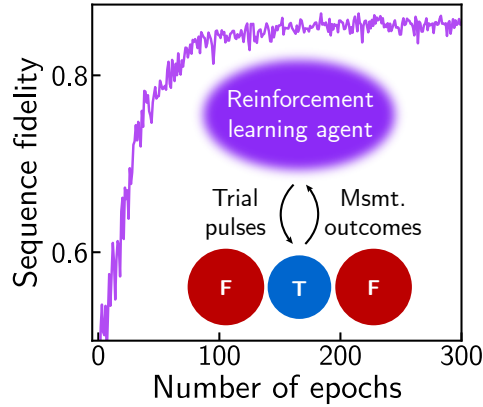 0.8
0.6
Sequence fidelity
Reinforcement
learning agent
Trial
pulses
Msmt.
outcomes
F
T
F
0
100
200
300
Number of epochs